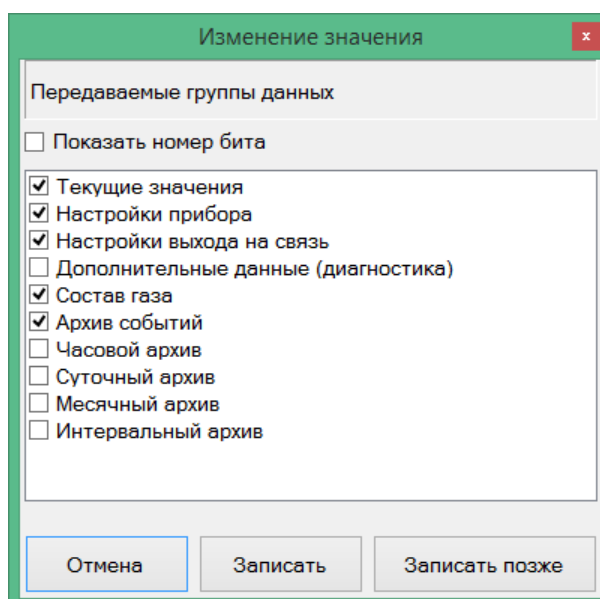 Изменение значения
x
Передаваемые группы данных
Показать номер бита
Текущие значения
Настройки прибора
Настройки выхода на связь
Дополнительные данные (диагностика)
Состав газа
Архив событий
Часовой архив
Суточный архив
Месячный архив
Интервальный архив
Отмена
Записать
Записать позже